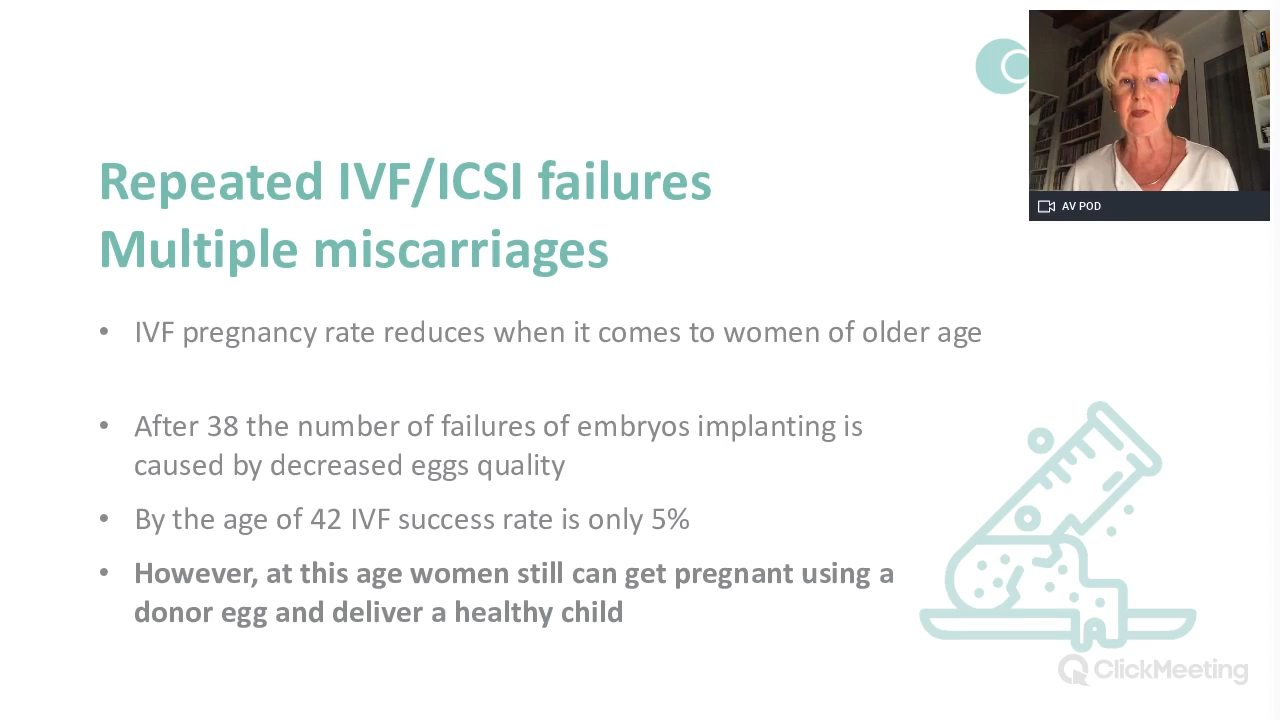 Repeated IVF/ICSI failures
Multiple miscarriages
• IVF pregnancy rate reduces when it comes to women of older age
• After 38 the number of failures of embryos implanting is
caused by decreased eggs quality
• By the age of 42 IVF success rate is only 5%
• However, at this age women still can get pregnant using a
donor egg and deliver a healthy child
AV POD
ClickMeeting